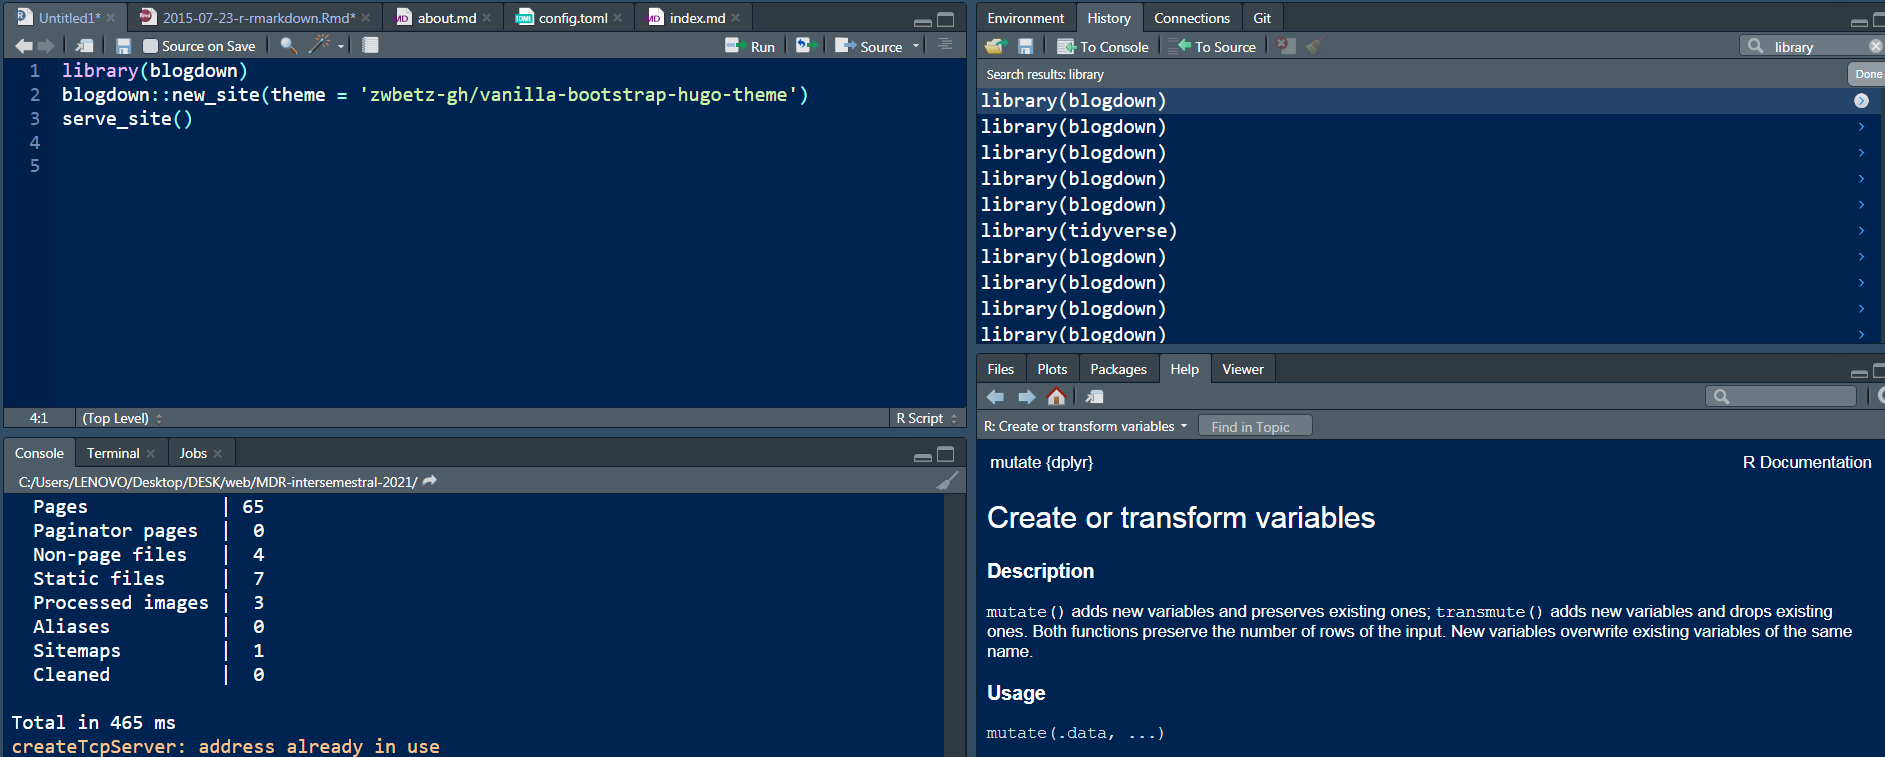 Untitled1*
2015-07-23-r-rmarkdown.Rmd*
about.md
config.toml
index.md
Source on Save
Run
Source
1 library(blogdown)
2 blogdown::new_site(theme = 'zwbetz-gh/vanilla-bootstrap-hugo-theme')
3 serve_site()
4
5
4:1
(Top Level)
R Script
Console
Terminal
Jobs
C:/Users/LENOVO/Desktop/DESK/web/MDR-intersemestral-2021/
Pages | 65
Paginator pages | 0
Non-page files | 4
Static files | 7
Processed images | 3
Aliases | 0
Sitemaps | 1
Cleaned | 0
Total in 465 ms
createTcpServer: address already in use
Environment
History
Connections
Git
To Console
To Source
library
Search results: library
Done
library(blogdown)
library(blogdown)
library(blogdown)
library(blogdown)
library(blogdown)
library(tidyverse)
library(blogdown)
library(blogdown)
library(blogdown)
library(blogdown)
Files
Plots
Packages
Help
Viewer
R: Create or transform variables
Find in Topic
mutate {dplyr}
R Documentation
Create or transform variables
Description
mutate() adds new variables and preserves existing ones; transmute() adds new variables and drops existing
ones. Both functions preserve the number of rows of the input. New variables overwrite existing variables of the same
name.
Usage
mutate(.data, ...)